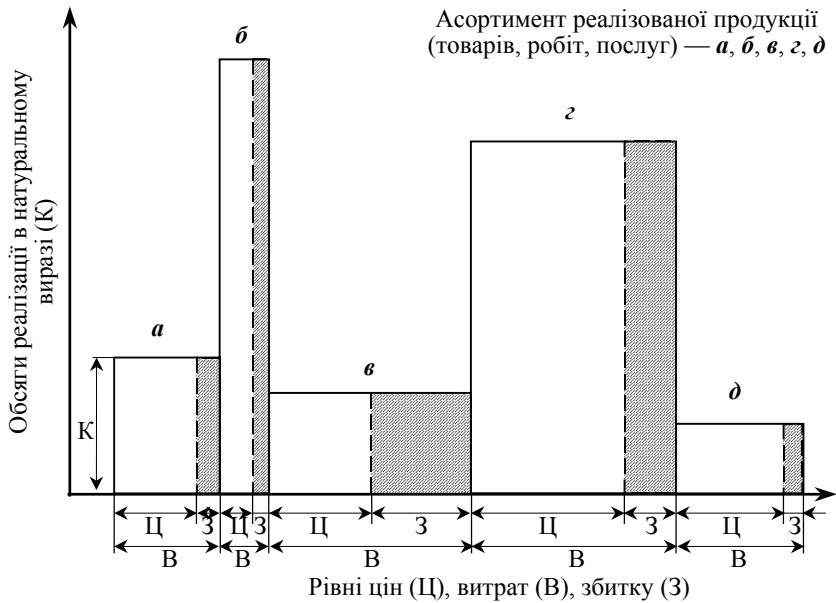 Асортимент реалізованої продукції
(товарів, робіт, послуг) — а, б, в, г, д
Обсяги реалізації в натуральному
виразі (К)
б
г
а
в
д
К
Ц З Ц З Ц З Ц З Ц З
В В В В В
Рівні цін (Ц), витрат (В), збитку (З)